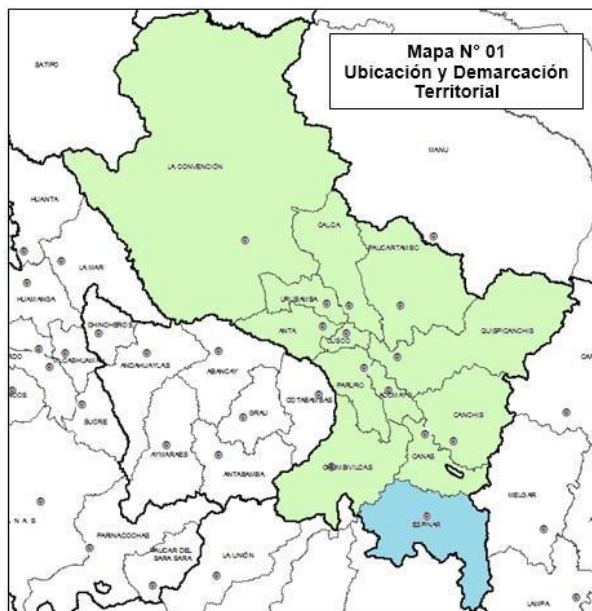 Mapa N° 01
Ubicación y Demarcación
Territorial
SATIPO
MANU
LA CONVENCIÓN
HUANTA
CALCA
PAUCARTAMBO
LA MAR
HUAMANGA
URUBAMBA
CHINCHEROS
ANTA
CUSCO
QUISPICANCHIS
ANDAHUAYLAS
ABANCAY
PARURO
ACOMAYO
COTABAMBAS
SUCRE
GRAU
CANCHIS
AYMARAES
ANTABAMBA
CHUMBIVILCAS
CANAS
MELGAR
ESPINAR
PARINACOCHAS
PAUCAR DEL
SARA SARA
LA UNIÓN
LAMPA